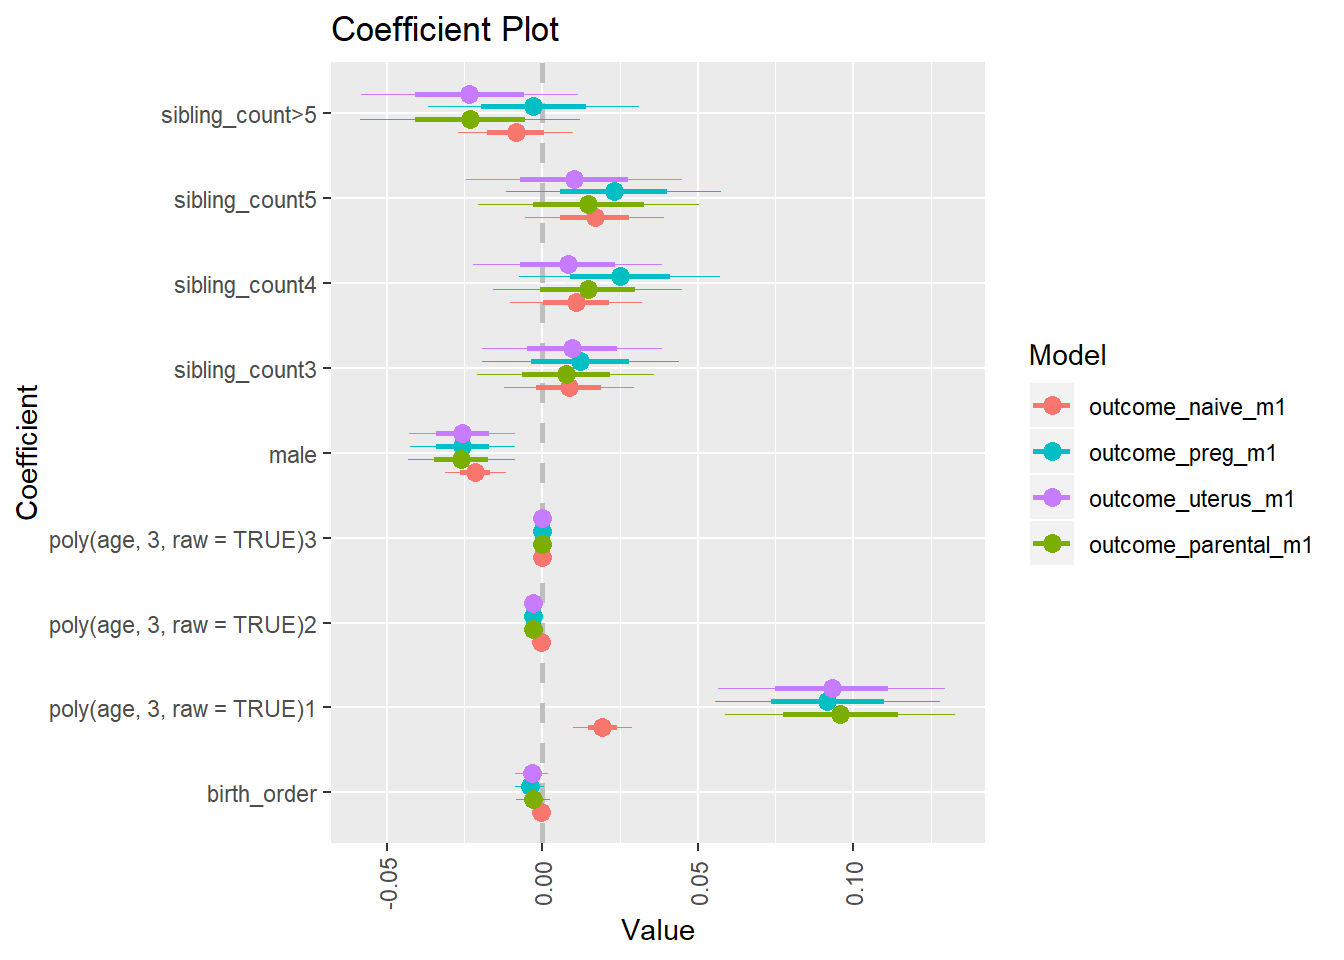 Coefficient Plot
Coefficient
sibling_count>5
sibling_count5
sibling_count4
sibling_count3
male
poly(age, 3, raw = TRUE)3
poly(age, 3, raw = TRUE)2
poly(age, 3, raw = TRUE)1
birth_order
-0.05
0.00
0.05
0.10
Value
Model
outcome_naive_m1
outcome_preg_m1
outcome_uterus_m1
outcome_parental_m1